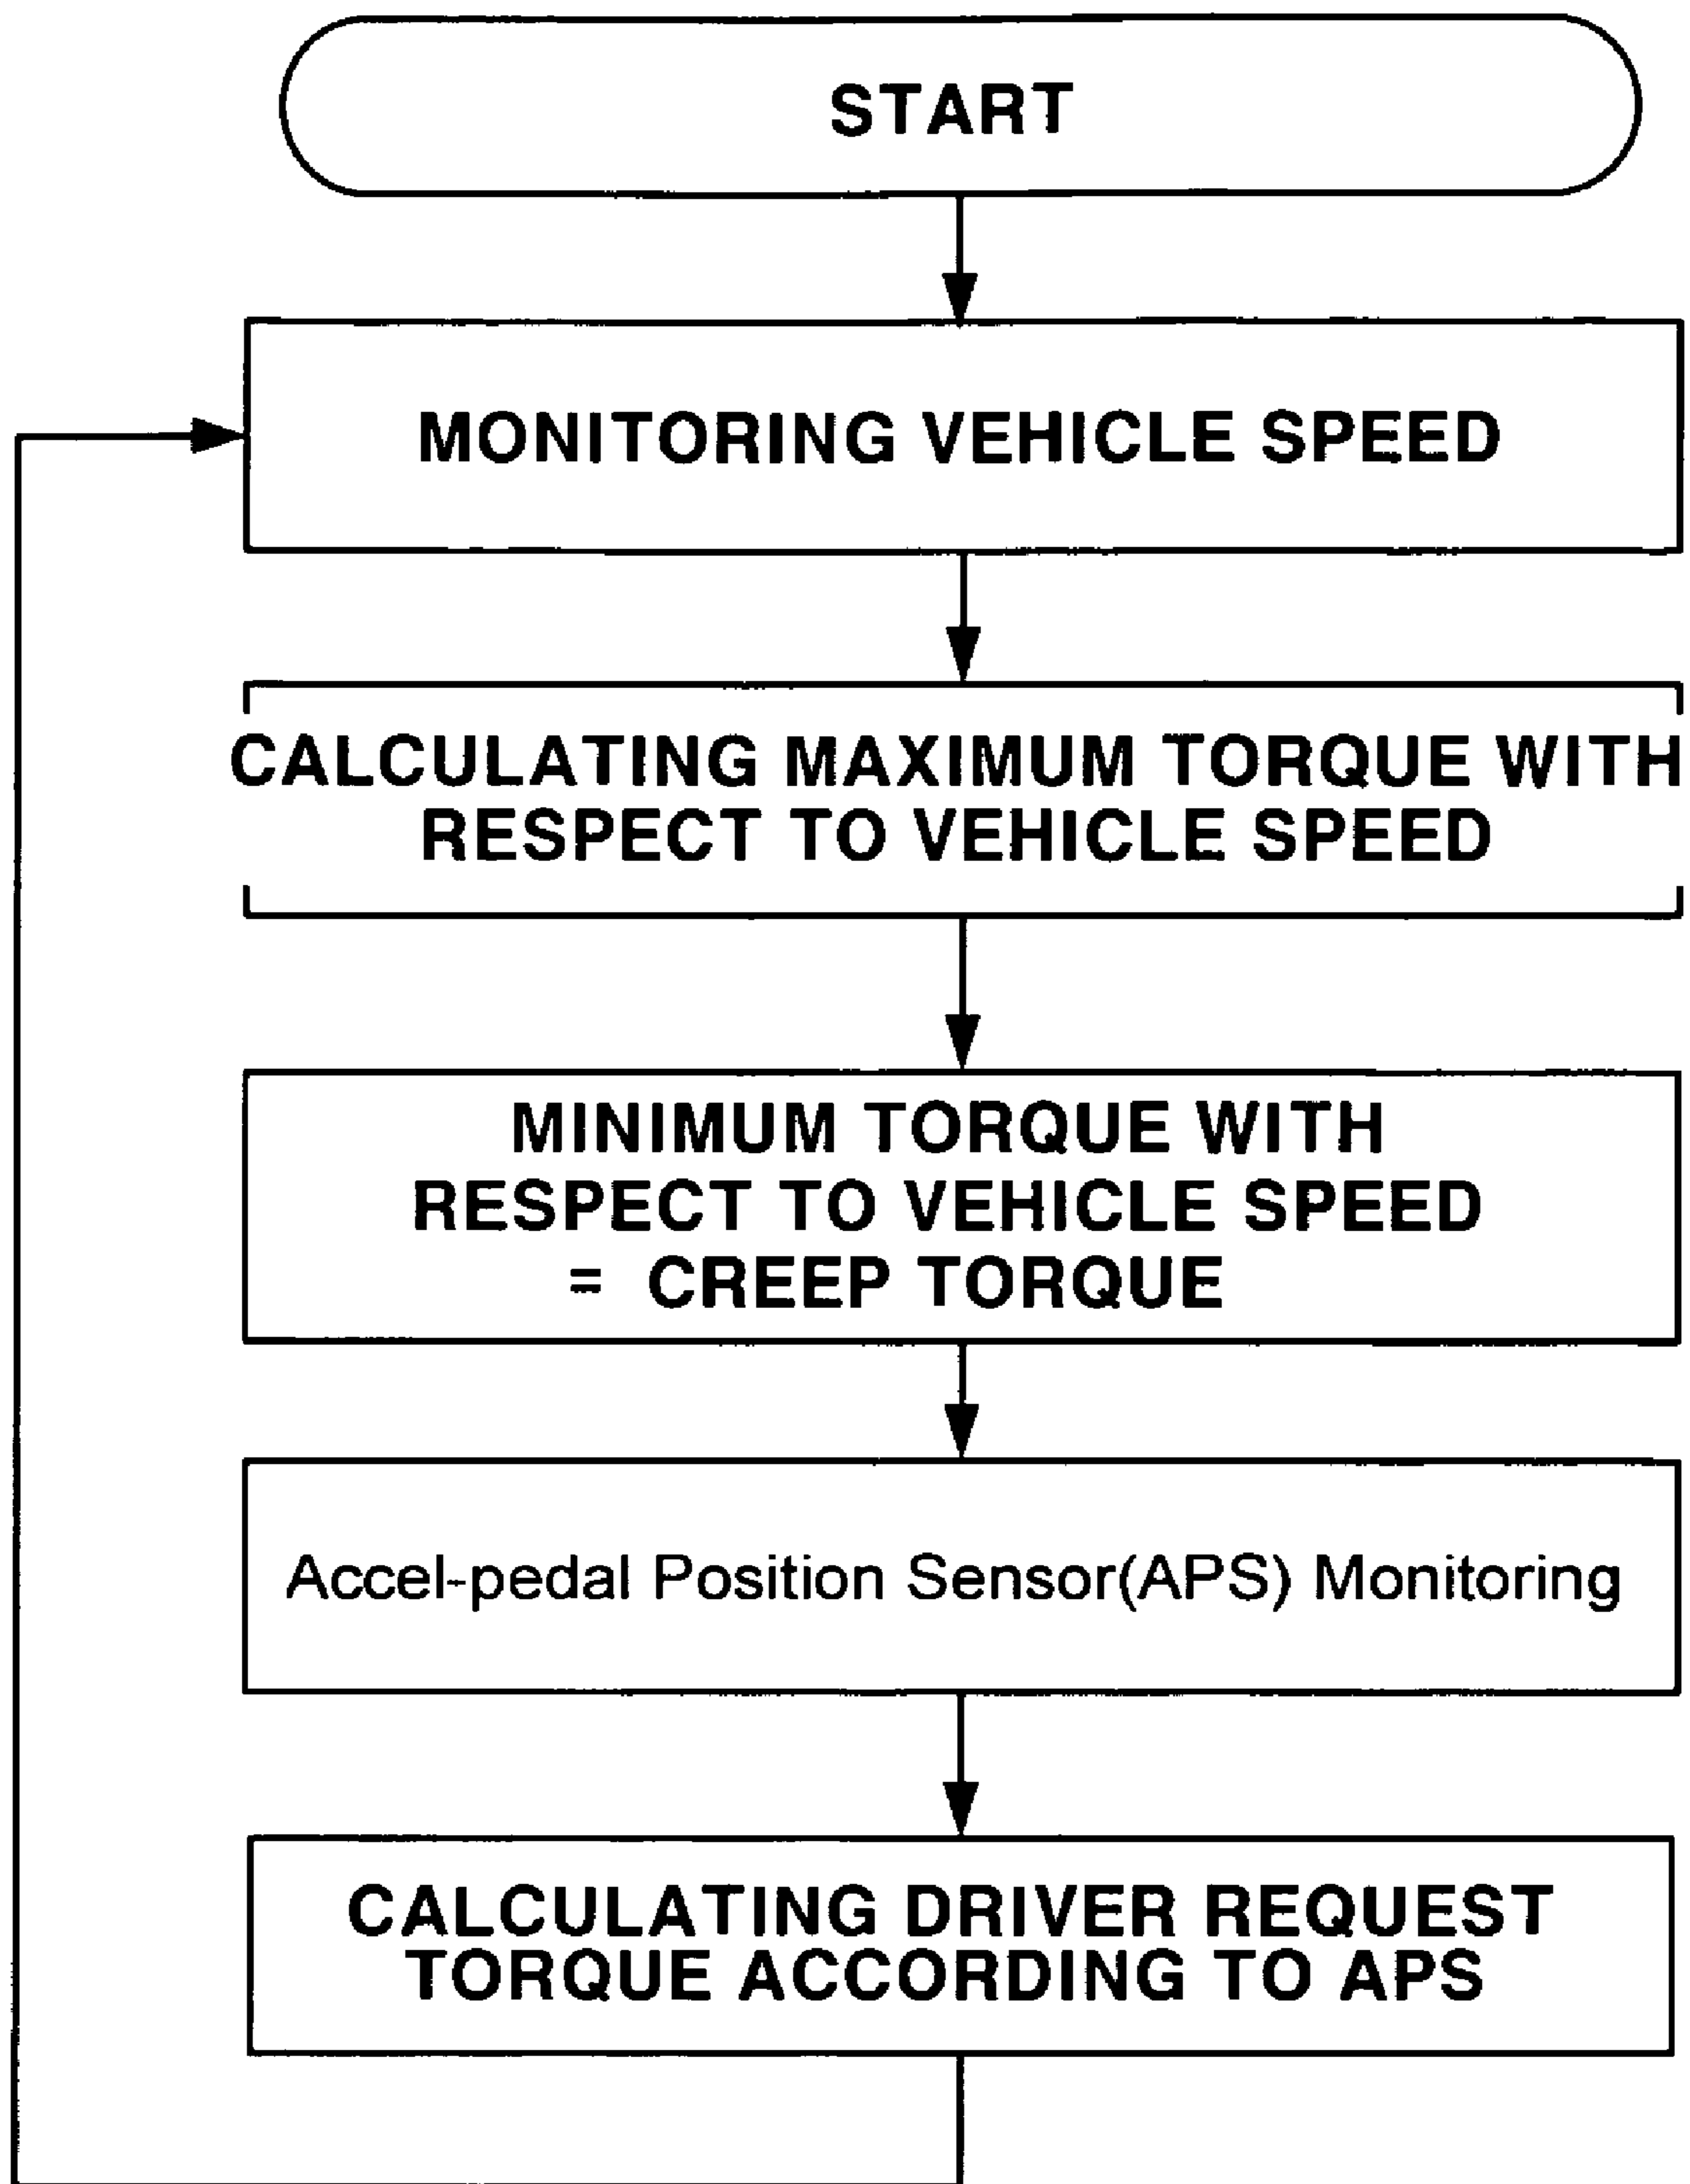 START
MONITORING VEHICLE SPEED
CALCULATING MAXIMUM TORQUE WITH
RESPECT TO VEHICLE SPEED
MINIMUM TORQUE WITH
RESPECT TO VEHICLE SPEED
= CREEP TORQUE
Accel-pedal Position Sensor(APS) Monitoring
CALCULATING DRIVER REQUEST
TORQUE ACCORDING TO APS